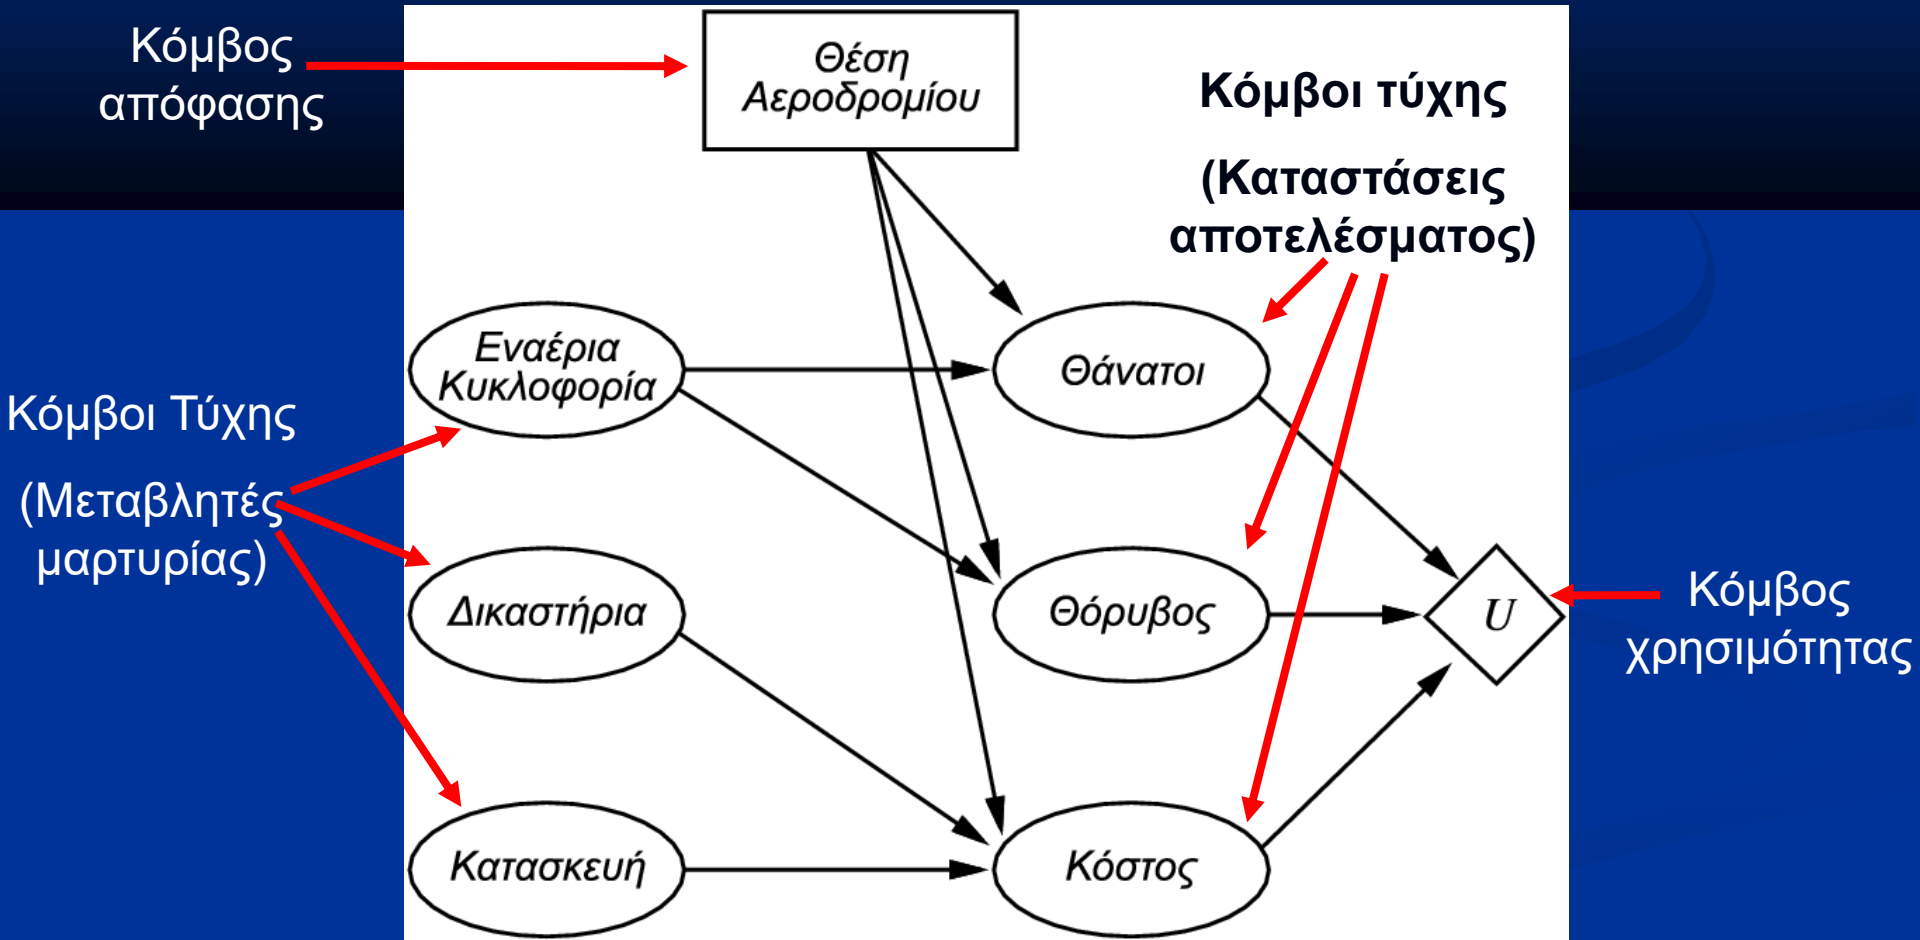 Κόμβος
απόφασης
Θέση
Αεροδρομίου
Κόμβοι τύχης
(Καταστάσεις
αποτελέσματος)
Εναέρια
Κυκλοφορία
Θάνατοι
Κόμβοι Τύχης
(Μεταβλητές
μαρτυρίας)
Δικαστήρια
Θόρυβος
U
Κόμβος
χρησιμότητας
Κατασκευή
Κόστος